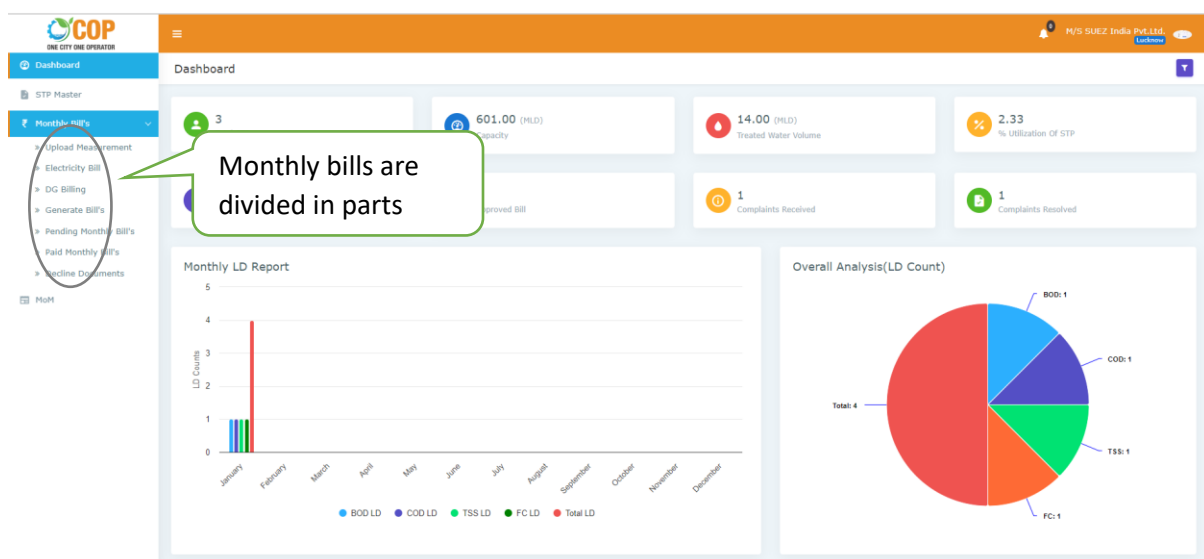 COP
ONE CITY ONE OPERATOR
0
M/S SUEZ India Pvt.Ltd.
Lucknow
Dashboard
STP Master
₹ Monthly Bill's
» Upload Measurement
» Electricity Bill
» DG Billing
» Generate Bill's
» Pending Monthly Bill's
» Paid Monthly Bill's
» Decline Documents
MoM
Dashboard
3
601.00 (MLD)
Capacity
14.00 (MLD)
Treated Water Volume
2.33
% Utilization Of STP
Monthly bills are
divided in parts
Bill
1
Complaints Received
1
Complaints Resolved
Monthly LD Report
5
4
3
2
1
0
LD Counts
January
February
March
April
May
June
July
August
September
October
November
December
BOD LD COD LD TSS LD FC LD Total LD
Overall Analysis(LD Count)
BOD: 1
COD: 1
TSS: 1
FC: 1
Total: 4